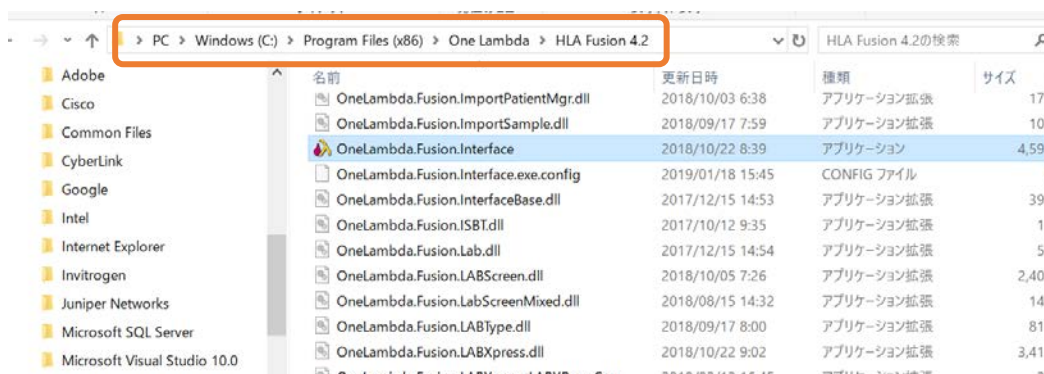 PC > Windows (C:) > Program Files (x86) > One Lambda > HLA Fusion 4.2
HLA Fusion 4.2の検索
Adobe
Cisco
Common Files
CyberLink
Google
Intel
Internet Explorer
Invitrogen
Juniper Networks
Microsoft SQL Server
Microsoft Visual Studio 10.0
名前 更新日時 種類 サイズ
OneLambda.Fusion.ImportPatientMgr.dll 2018/10/03 6:38 アプリケーション拡張 17
OneLambda.Fusion.ImportSample.dll 2018/09/17 7:59 アプリケーション拡張 10
OneLambda.Fusion.Interface 2018/10/22 8:39 アプリケーション 4,59
OneLambda.Fusion.Interface.exe.config 2019/01/18 15:45 CONFIG ファイル
OneLambda.Fusion.InterfaceBase.dll 2017/12/15 14:53 アプリケーション拡張 39
OneLambda.Fusion.ISBT.dll 2017/10/12 9:35 アプリケーション拡張 1
OneLambda.Fusion.Lab.dll 2017/12/15 14:54 アプリケーション拡張 5
OneLambda.Fusion.LABScreen.dll 2018/10/05 7:26 アプリケーション拡張 2,40
OneLambda.Fusion.LabScreenMixed.dll 2018/08/15 14:32 アプリケーション拡張 14
OneLambda.Fusion.LABType.dll 2018/09/17 8:00 アプリケーション拡張 81
OneLambda.Fusion.LABXpress.dll 2018/10/22 9:02 アプリケーション拡張 3,41